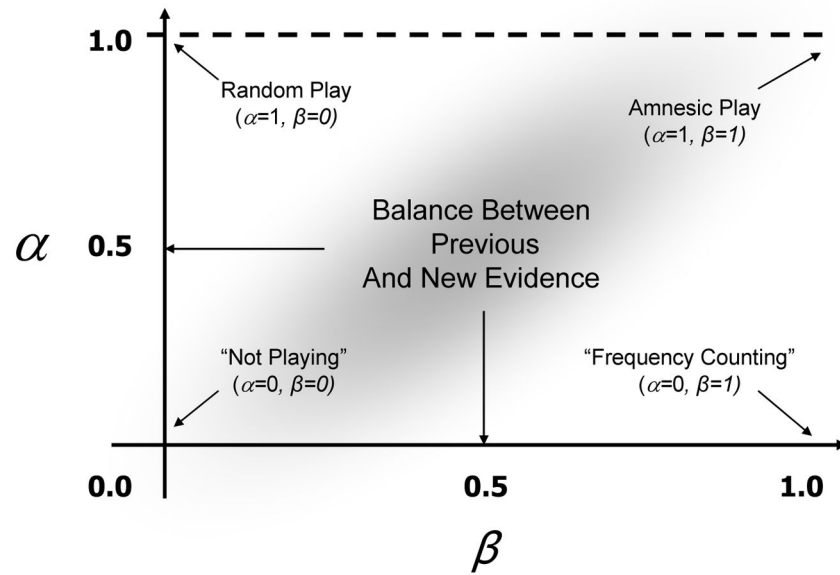 1.0
Random Play
(α=1, β=0)
Amnesic Play
(α=1, β=1)
Balance Between
Previous
And New Evidence
α
0.5
“Not Playing”
(α=0, β=0)
“Frequency Counting”
(α=0, β=1)
0.0
0.5
1.0
β